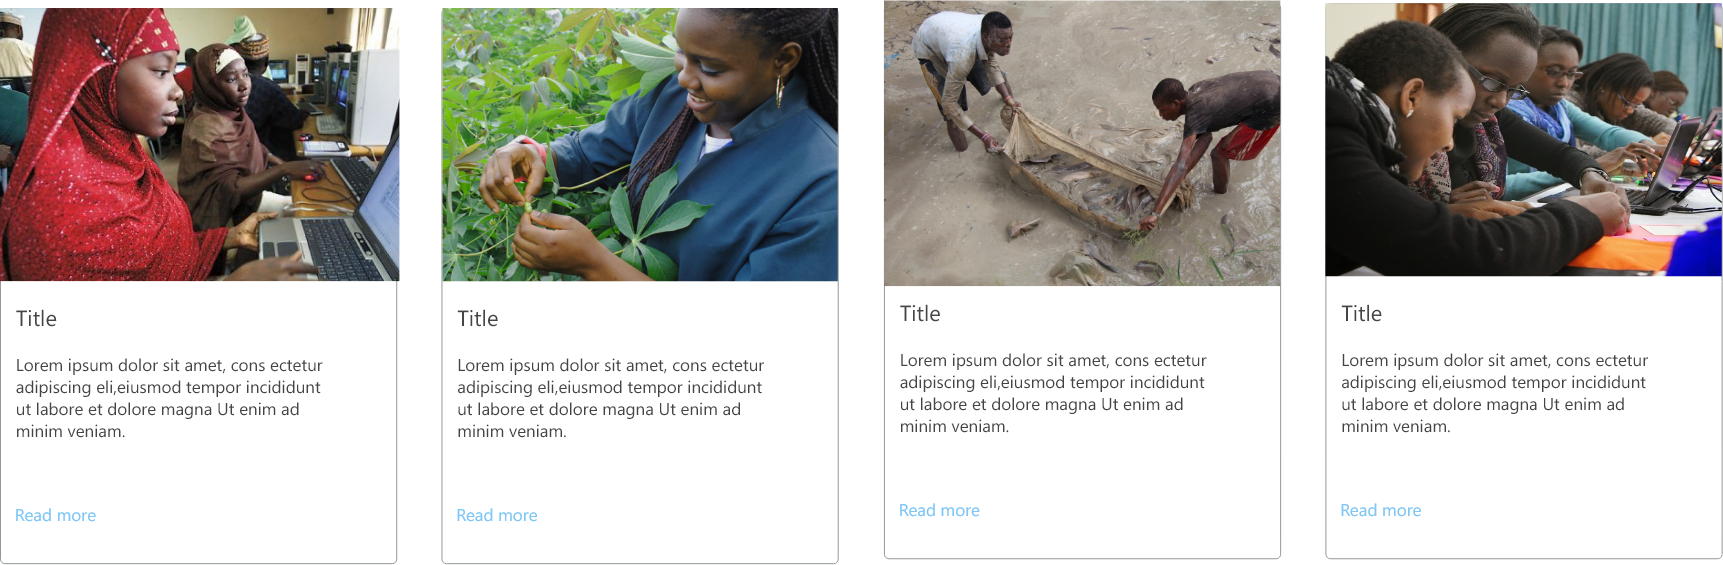 Title
Lorem ipsum dolor sit amet, cons ectetur
adipiscing eli,eiusmod tempor incididunt
ut labore et dolore magna Ut enim ad
minim veniam.
Read more
Title
Lorem ipsum dolor sit amet, cons ectetur
adipiscing eli,eiusmod tempor incididunt
ut labore et dolore magna Ut enim ad
minim veniam.
Read more
Title
Lorem ipsum dolor sit amet, cons ectetur
adipiscing eli,eiusmod tempor incididunt
ut labore et dolore magna Ut enim ad
minim veniam.
Read more
Title
Lorem ipsum dolor sit amet, cons ectetur
adipiscing eli,eiusmod tempor incididunt
ut labore et dolore magna Ut enim ad
minim veniam.
Read more